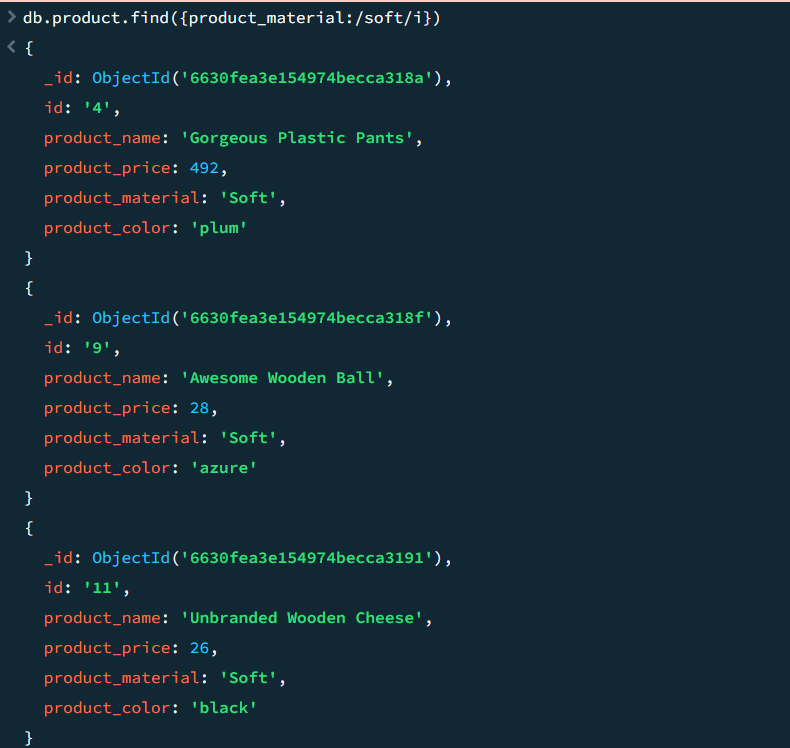 > db.product.find({product_material:/soft/i})
< {
_id: ObjectId('6630fea3e154974becca318a'),
id: '4',
product_name: 'Gorgeous Plastic Pants',
product_price: 492,
product_material: 'Soft',
product_color: 'plum'
}
{
_id: ObjectId('6630fea3e154974becca318f'),
id: '9',
product_name: 'Awesome Wooden Ball',
product_price: 28,
product_material: 'Soft',
product_color: 'azure'
}
{
_id: ObjectId('6630fea3e154974becca3191'),
id: '11',
product_name: 'Unbranded Wooden Cheese',
product_price: 26,
product_material: 'Soft',
product_color: 'black'
}